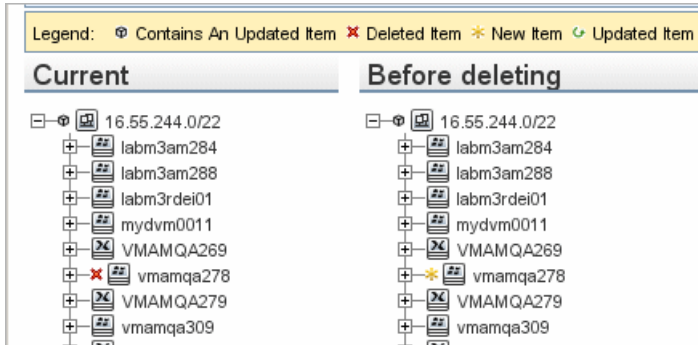 Legend: Contains An Updated Item Deleted Item New Item Updated Item
Current
Before deleting
16.55.244.0/22
labm3am284
labm3am288
labm3rdei01
mydvm0011
VMAMQA269
vmamqa278
VMAMQA279
vmamqa309
16.55.244.0/22
labm3am284
labm3am288
labm3rdei01
mydvm0011
VMAMQA269
vmamqa278
VMAMQA279
vmamqa309